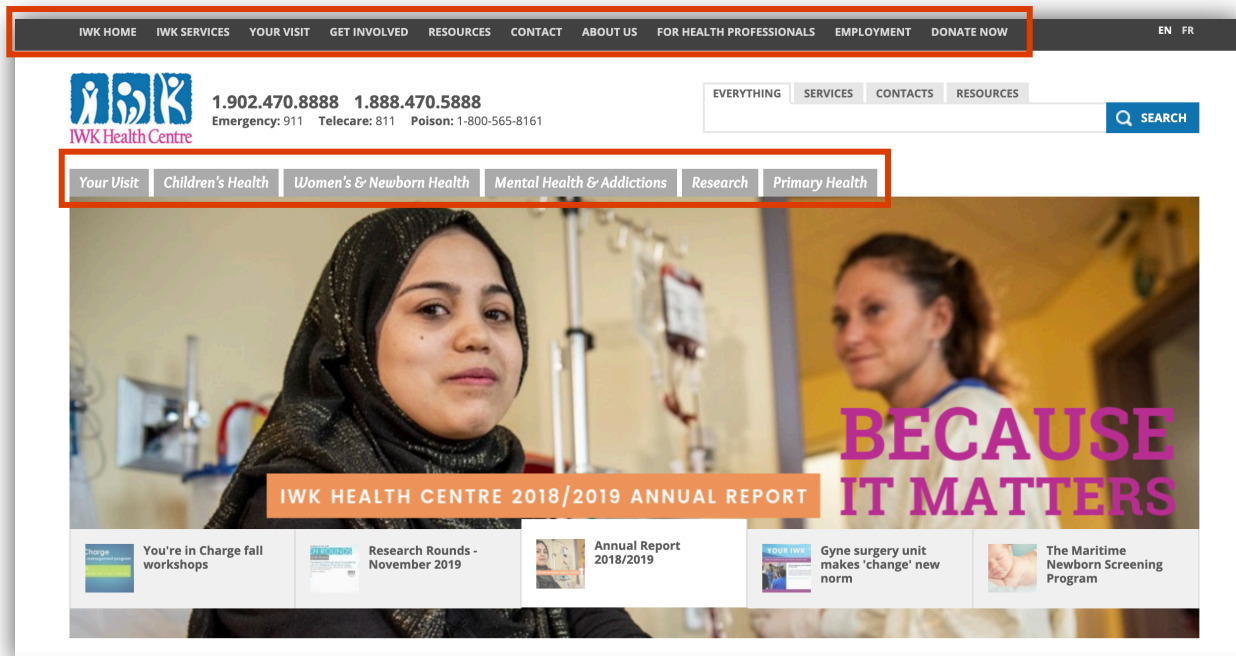 IWK HOME IWK SERVICES YOUR VISIT GET INVOLVED RESOURCES CONTACT ABOUT US FOR HEALTH PROFESSIONALS EMPLOYMENT DONATE NOW EN FR
IWK Health Centre
1.902.470.8888 1.888.470.5888
Emergency: 911 Telecare: 811 Poison: 1-800-565-8161
EVERYTHING SERVICES CONTACTS RESOURCES
SEARCH
Your Visit Children's Health Women's & Newborn Health Mental Health & Addictions Research Primary Health
BECAUSE
IT MATTERS
IWK HEALTH CENTRE 2018/2019 ANNUAL REPORT
Charge
You're in Charge fall
workshops
Research Rounds -
November 2019
Annual Report
2018/2019
YOUR IWK
Gyne surgery unit
makes 'change' new
norm
The Maritime
Newborn Screening
Program